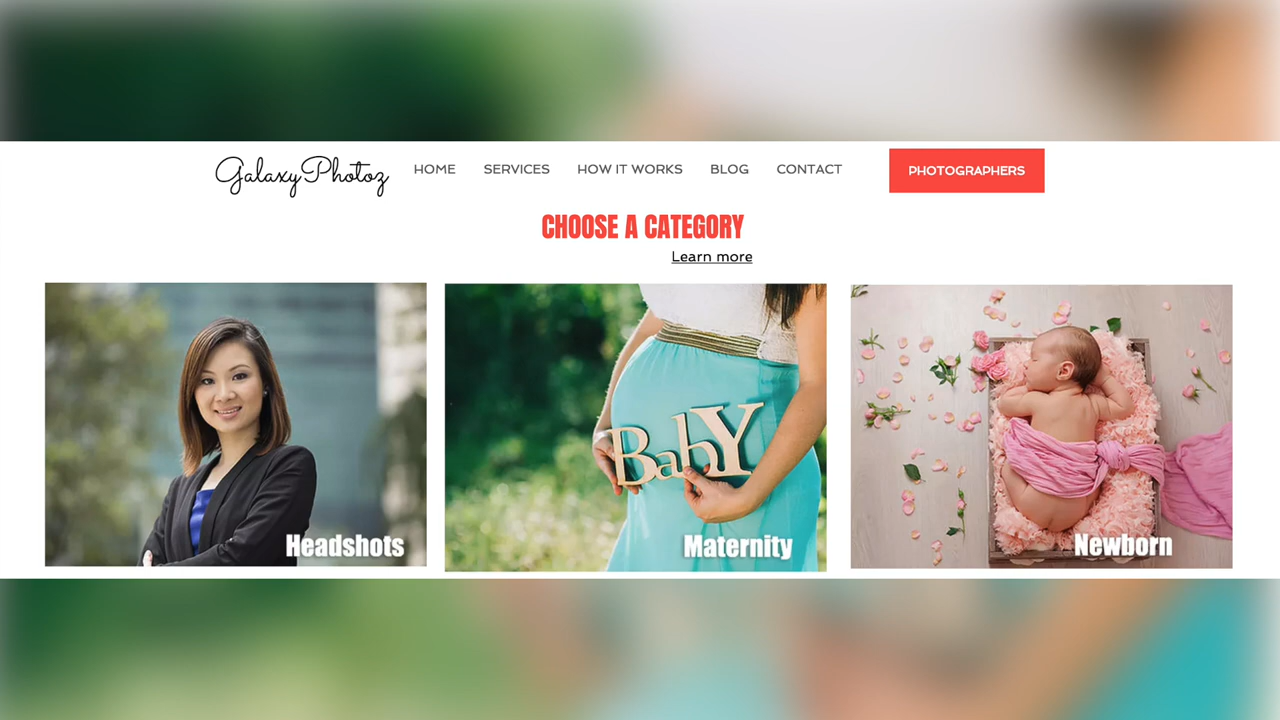 GalaxyPhotoz HOME SERVICES HOW IT WORKS BLOG CONTACT PHOTOGRAPHERS
CHOOSE A CATEGORY
Learn more
BabY
Headshots Maternity Newborn